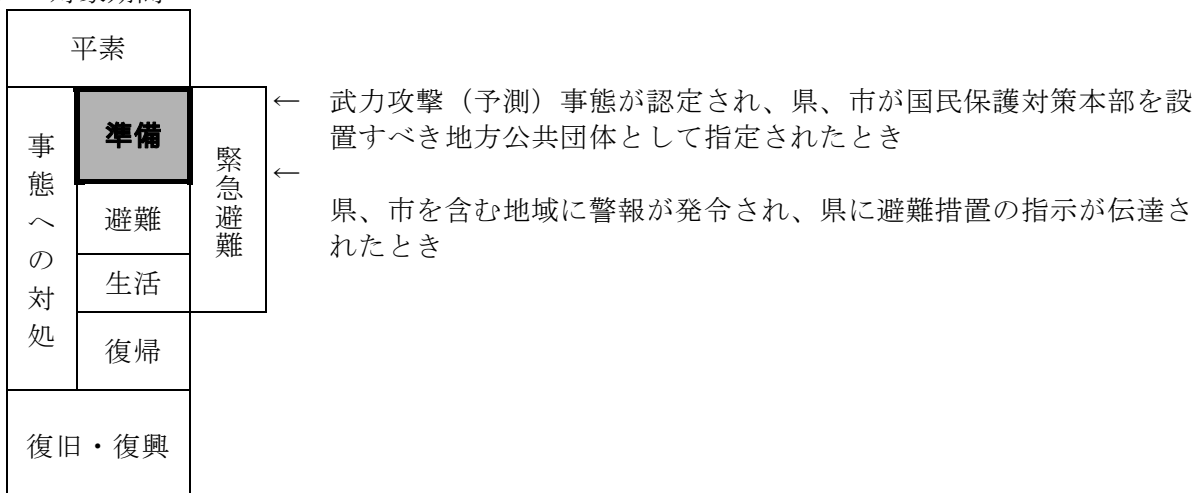 平素
事態への対処
準備
避難
生活
復帰
緊急避難
← 武力攻撃（予測）事態が認定され、県、市が国民保護対策本部を設
置すべき地方公共団体として指定されたとき
←
県、市を含む地域に警報が発令され、県に避難措置の指示が伝達さ
れたとき
復旧・復興